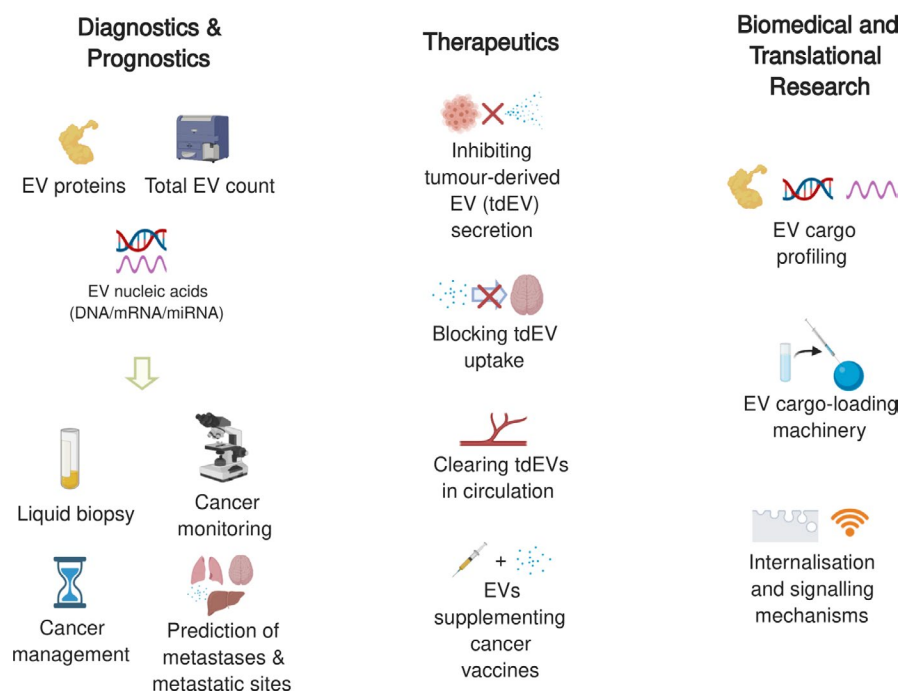 Diagnostics &
Prognostics
EV proteins
Total EV count
EV nucleic acids
(DNA/mRNA/miRNA)
Liquid biopsy
Cancer
monitoring
Cancer
management
Prediction of
metastases &
metastatic sites
Therapeutics
Inhibiting
tumour-derived
EV (tdEV)
secretion
Blocking tdEV
uptake
Clearing tdEVs
in circulation
+
EVs
supplementing
cancer
vaccines
Biomedical and
Translational
Research
EV cargo
profiling
EV cargo-loading
machinery
Internalisation
and signalling
mechanisms